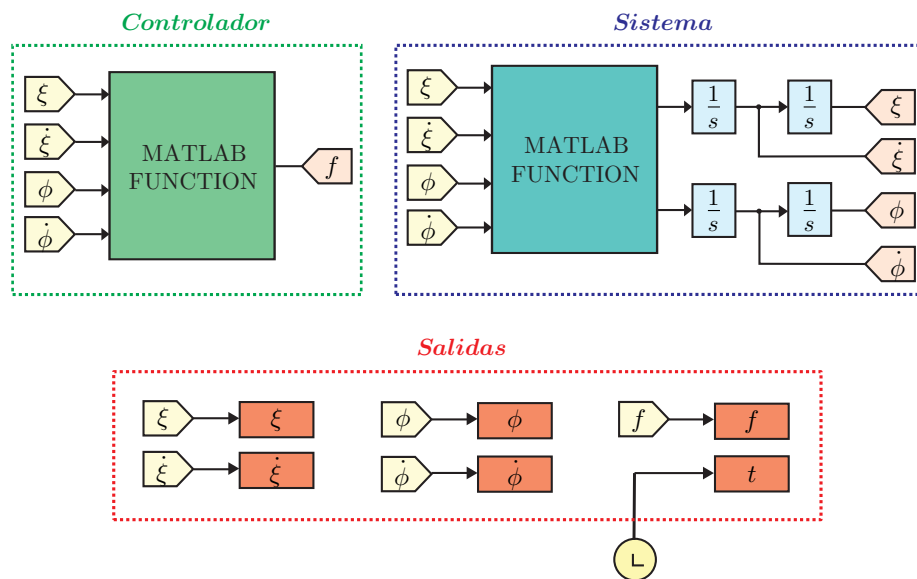 Controlador
ξ
ξ̇
ϕ
ϕ̇
MATLAB
FUNCTION
f
Sistema
ξ
ξ̇
ϕ
ϕ̇
MATLAB
FUNCTION
1
s
1
s
ξ
ξ̇
1
s
1
s
ϕ
ϕ̇
Salidas
ξ ξ
ξ̇ ξ̇
ϕ ϕ
ϕ̇ ϕ̇
f f
t